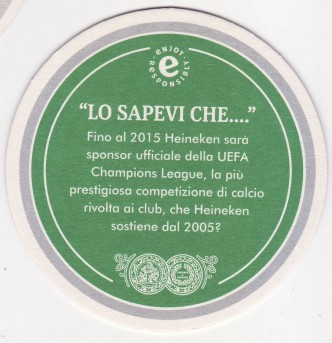 ENJOY
e
RESPONSIBLY
“LO SAPEVI CHE....”
Fino al 2015 Heineken sarà
sponsor ufficiale della UEFA
Champions League, la più
prestigiosa competizione di calcio
rivolta ai club, che Heineken
sostiene dal 2005?